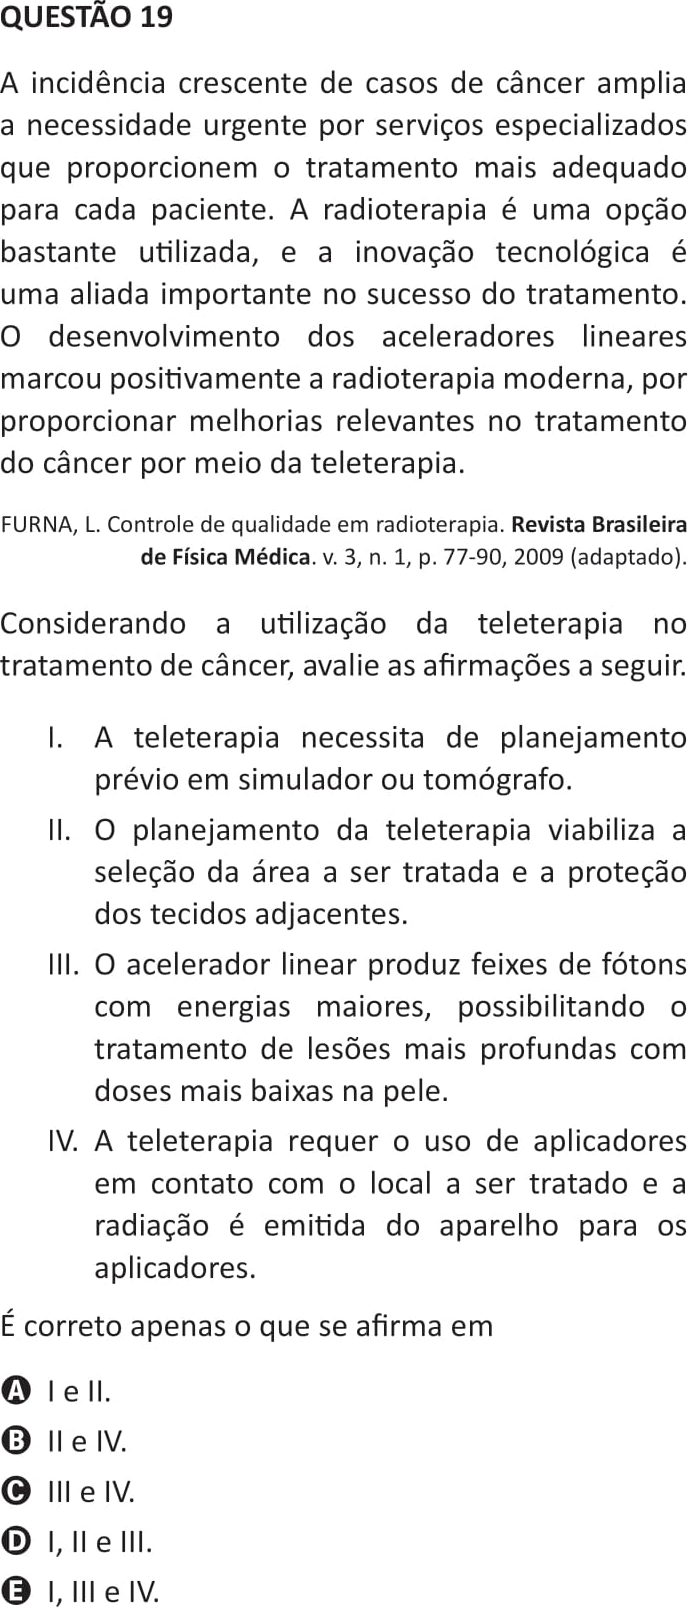 QUESTÃO 19
A incidência crescente de casos de câncer amplia
a necessidade urgente por serviços especializados
que proporcionem o tratamento mais adequado
para cada paciente. A radioterapia é uma opção
bastante utilizada, e a inovação tecnológica é
uma aliada importante no sucesso do tratamento.
O desenvolvimento dos aceleradores lineares
marcou positivamente a radioterapia moderna, por
proporcionar melhorias relevantes no tratamento
do câncer por meio da teleterapia.
FURNA, L. Controle de qualidade em radioterapia. Revista Brasileira
de Física Médica. v. 3, n. 1, p. 77-90, 2009 (adaptado).
Considerando a utilização da teleterapia no
tratamento de câncer, avalie as afirmações a seguir.
I. A teleterapia necessita de planejamento
prévio em simulador ou tomógrafo.
II. O planejamento da teleterapia viabiliza a
seleção da área a ser tratada e a proteção
dos tecidos adjacentes.
III. O acelerador linear produz feixes de fótons
com energias maiores, possibilitando o
tratamento de lesões mais profundas com
doses mais baixas na pele.
IV. A teleterapia requer o uso de aplicadores
em contato com o local a ser tratado e a
radiação é emitida do aparelho para os
aplicadores.
É correto apenas o que se afirma em
A I e II.
B II e IV.
C III e IV.
D I, II e III.
E I, III e IV.